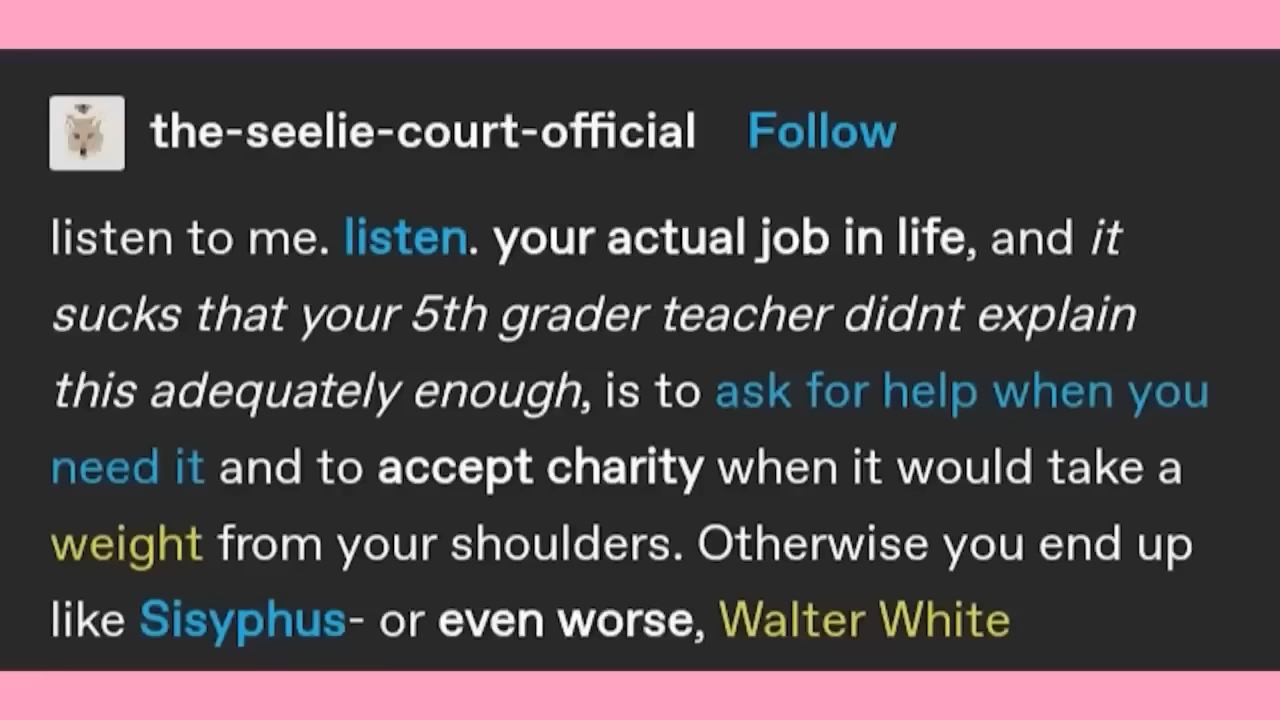 the-seelie-court-official Follow
listen to me. listen. your actual job in life, and it
sucks that your 5th grader teacher didnt explain
this adequately enough, is to ask for help when you
need it and to accept charity when it would take a
weight from your shoulders. Otherwise you end up
like Sisyphus- or even worse, Walter White